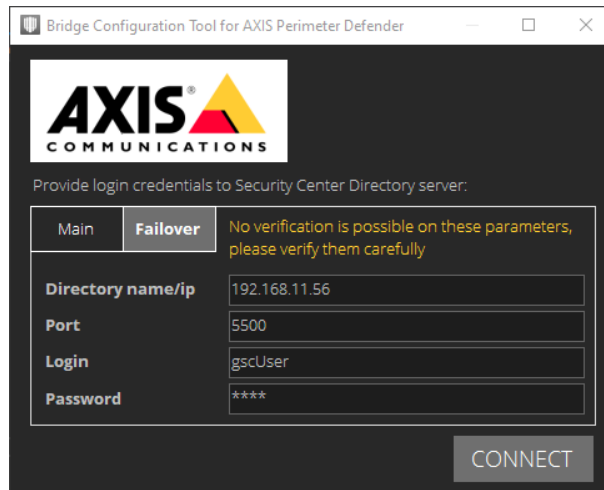 Bridge Configuration Tool for AXIS Perimeter Defender
AXIS®
COMMUNICATIONS
Provide login credentials to Security Center Directory server:
Main
Failover
No verification is possible on these parameters,
please verify them carefully
Directory name/ip
192.168.11.56
Port
5500
Login
gscUser
Password
****
CONNECT